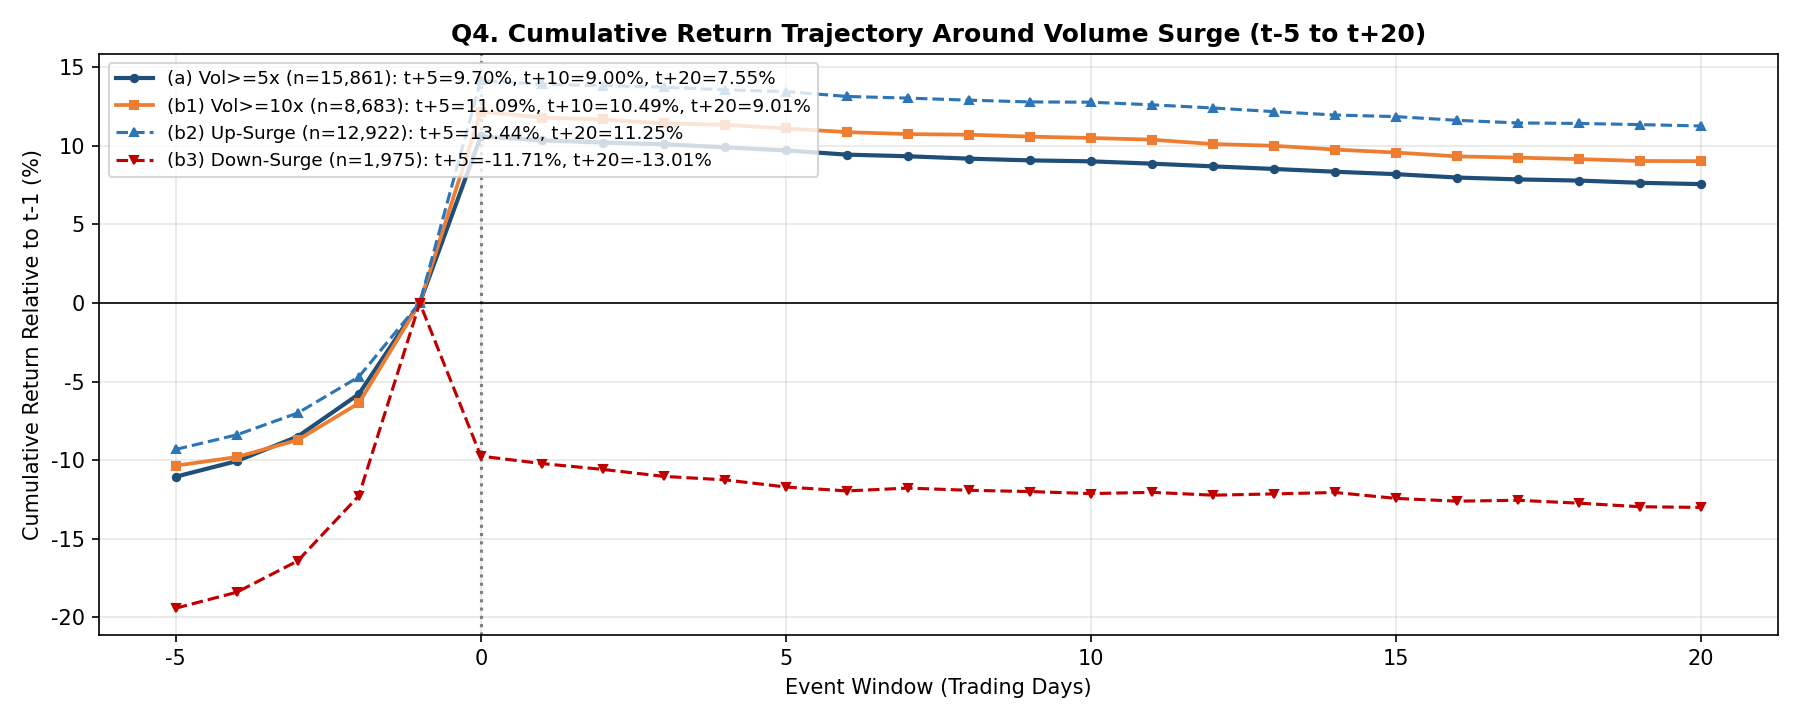 Q4. Cumulative Return Trajectory Around Volume Surge (t-5 to t+20)
(a) Vol>=5x (n=15,861): t+5=9.70%, t+10=9.00%, t+20=7.55%
(b1) Vol>=10x (n=8,683): t+5=11.09%, t+10=10.49%, t+20=9.01%
(b2) Up-Surge (n=12,922): t+5=13.44%, t+20=11.25%
(b3) Down-Surge (n=1,975): t+5=-11.71%, t+20=-13.01%
Cumulative Return Relative to t-1 (%)
15
10
5
0
-5
-10
-15
-20
-5 0 5 10 15 20
Event Window (Trading Days)